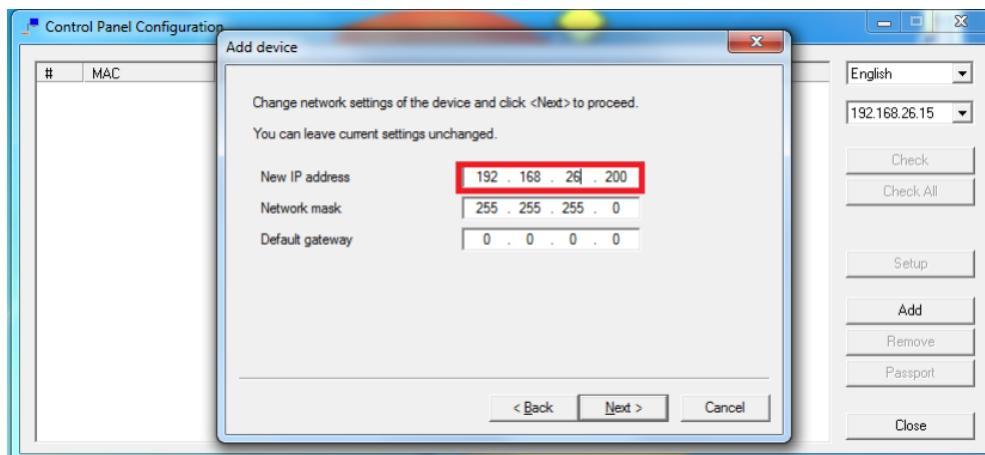 Control Panel Configuration
Add device
# MAC
English
Change network settings of the device and click <Next> to proceed.
192.168.26.15
You can leave current settings unchanged.
Check
New IP address 192 . 168 . 26 . 200
Check All
Network mask 255 . 255 . 255 . 0
Default gateway 0 . 0 . 0 . 0
Setup
Add
Remove
Passport
< Back Next > Cancel
Close